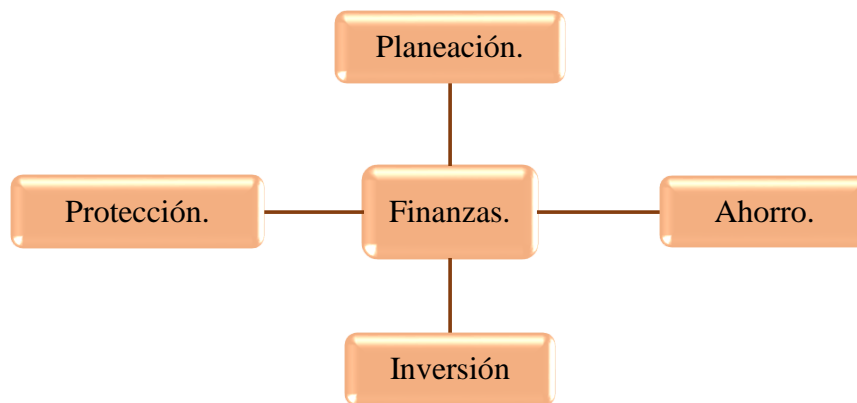 Planeación.
Protección.
Finanzas.
Ahorro.
Inversión